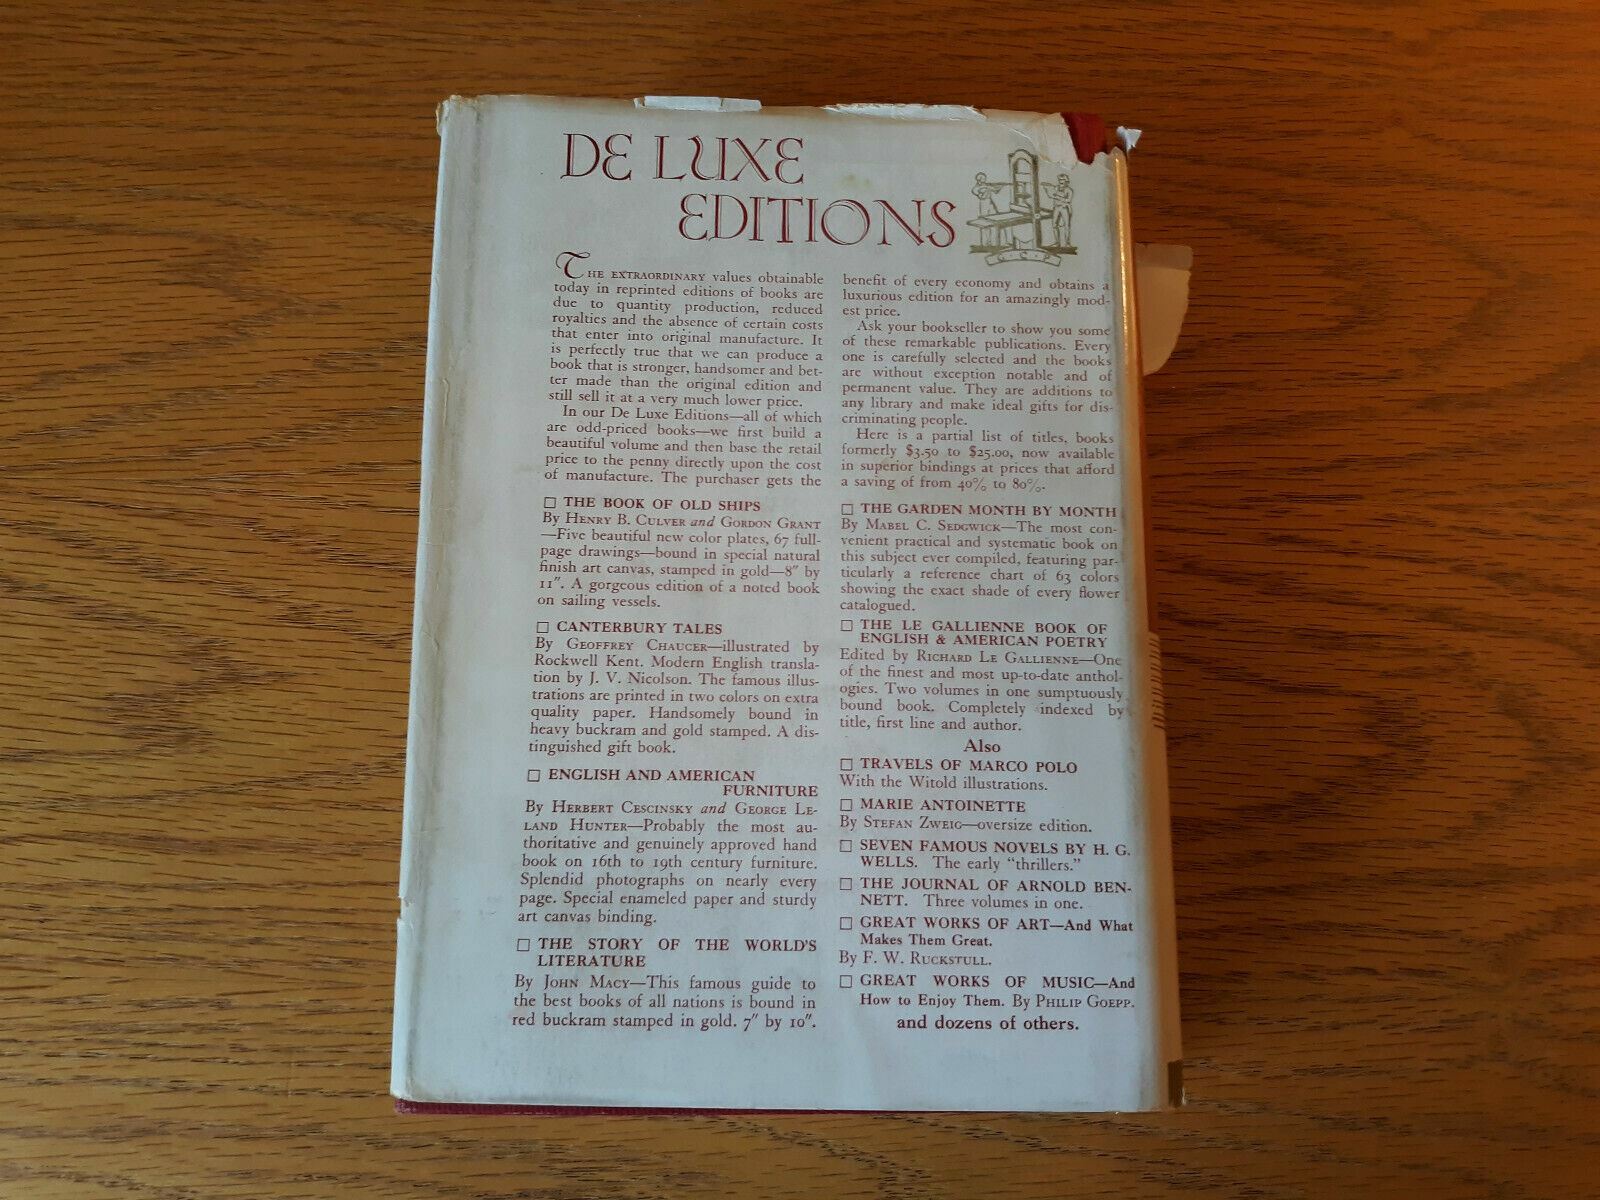 DE LUXE
EDITIONS
G·C·P
THE EXTRAORDINARY values obtainable
today in reprinted editions of books are
due to quantity production, reduced
royalties and the absence of certain costs
that enter into original manufacture. It
is perfectly true that we can produce a
book that is stronger, handsomer and bet-
ter made than the original edition and
still sell it at a very much lower price.
In our De Luxe Editions—all of which
are odd-priced books—we first build a
beautiful volume and then base the retail
price to the penny directly upon the cost
of manufacture. The purchaser gets the
benefit of every economy and obtains a
luxurious edition for an amazingly mod-
est price.
Ask your bookseller to show you some
of these remarkable publications. Every
one is carefully selected and the books
are without exception notable and of
permanent value. They are additions to
any library and make ideal gifts for dis-
criminating people.
Here is a partial list of titles, books
formerly $3.50 to $25.00, now available
in superior bindings at prices that afford
a saving of from 40% to 80%.
□ THE BOOK OF OLD SHIPS
By HENRY B. CULVER and GORDON GRANT
—Five beautiful new color plates, 67 full-
page drawings—bound in special natural
finish art canvas, stamped in gold—8" by
11". A gorgeous edition of a noted book
on sailing vessels.
□ CANTERBURY TALES
By GEOFFREY CHAUCER—illustrated by
Rockwell Kent. Modern English transla-
tion by J. V. Nicolson. The famous illus-
trations are printed in two colors on extra
quality paper. Handsomely bound in
heavy buckram and gold stamped. A dis-
tinguished gift book.
□ ENGLISH AND AMERICAN
FURNITURE
By HERBERT CESCINSKY and GEORGE LE-
LAND HUNTER—Probably the most au-
thoritative and genuinely approved hand
book on 16th to 19th century furniture.
Splendid photographs on nearly every
page. Special enameled paper and sturdy
art canvas binding.
□ THE STORY OF THE WORLD'S
LITERATURE
By JOHN MACY—This famous guide to
the best books of all nations is bound in
red buckram stamped in gold. 7" by 10".
□ THE GARDEN MONTH BY MONTH
By MABEL C. SEDGWICK—The most con-
venient practical and systematic book on
this subject ever compiled, featuring par-
ticularly a reference chart of 63 colors
showing the exact shade of every flower
catalogued.
□ THE LE GALLIENNE BOOK OF
ENGLISH & AMERICAN POETRY
Edited by RICHARD LE GALLIENNE—One
of the finest and most up-to-date anthol-
ogies. Two volumes in one sumptuously
bound book. Completely indexed by
title, first line and author.
Also
□ TRAVELS OF MARCO POLO
With the Witold illustrations.
□ MARIE ANTOINETTE
By STEFAN ZWEIG—oversize edition.
□ SEVEN FAMOUS NOVELS BY H. G.
WELLS. The early "thrillers."
□ THE JOURNAL OF ARNOLD BEN-
NETT. Three volumes in one.
□ GREAT WORKS OF ART—And What
Makes Them Great.
By F. W. RUCKSTULL.
□ GREAT WORKS OF MUSIC—And
How to Enjoy Them. By PHILIP GOEPP.
and dozens of others.